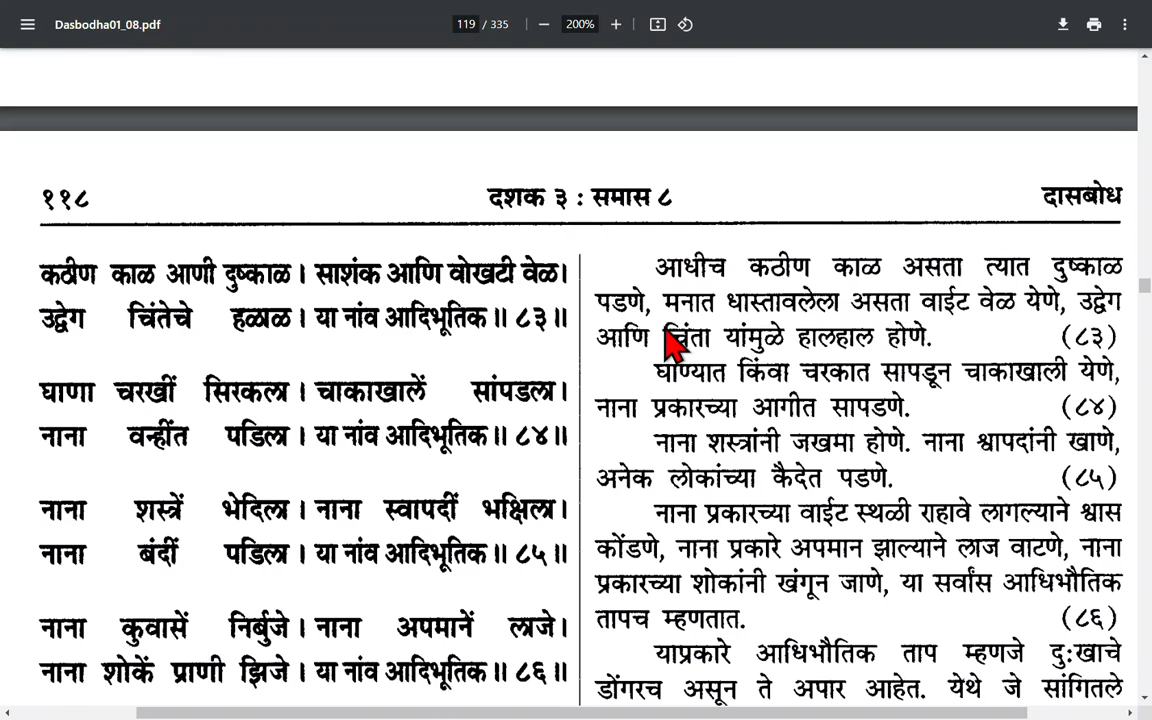 Dasbodha01_08.pdf
119 / 335
200%
११८ दशक ३ : समास ८ दासबोध
कठीण काळ आणी दुष्काळ। साशंक आणि वोखटी वेळ।
उद्वेग चिंतेचे हळाळ। या नांव आदिभूतिक॥ ८३॥
घाणा चरखीं सिरकला। चाकाखालें सांपडला।
नाना वन्हींत पडिला। या नांव आदिभूतिक॥ ८४॥
नाना शस्त्रें भेदिला। नाना स्वापदीं भक्षिला।
नाना बंदीं पडिला। या नांव आदिभूतिक॥ ८५॥
नाना कुवासें निर्बुजे। नाना अपमानें लाजे।
नाना शोकें प्राणी झिजे। या नांव आदिभूतिक॥ ८६॥
आधीच कठीण काळ असता त्यात दुष्काळ
पडणे, मनात धास्तावलेला असता वाईट वेळ येणे, उद्वेग
आणि चिंता यांमुळे हालहाल होणे. (८३)
घाण्यात किंवा चरकात सापडून चाकाखाली येणे,
नाना प्रकारच्या आगीत सापडणे. (८४)
नाना शस्त्रांनी जखमा होणे. नाना श्वापदांनी खाणे,
अनेक लोकांच्या कैदेत पडणे. (८५)
नाना प्रकारच्या वाईट स्थळी राहावे लागल्याने श्वास
कोंडणे, नाना प्रकारे अपमान झाल्याने लाज वाटणे, नाना
प्रकारच्या शोकांनी खंगून जाणे, या सर्वांस आधिभौतिक
तापच म्हणतात. (८६)
याप्रकारे आधिभौतिक ताप म्हणजे दुःखाचे
डोंगरच असून ते अपार आहेत. येथे जे सांगितले